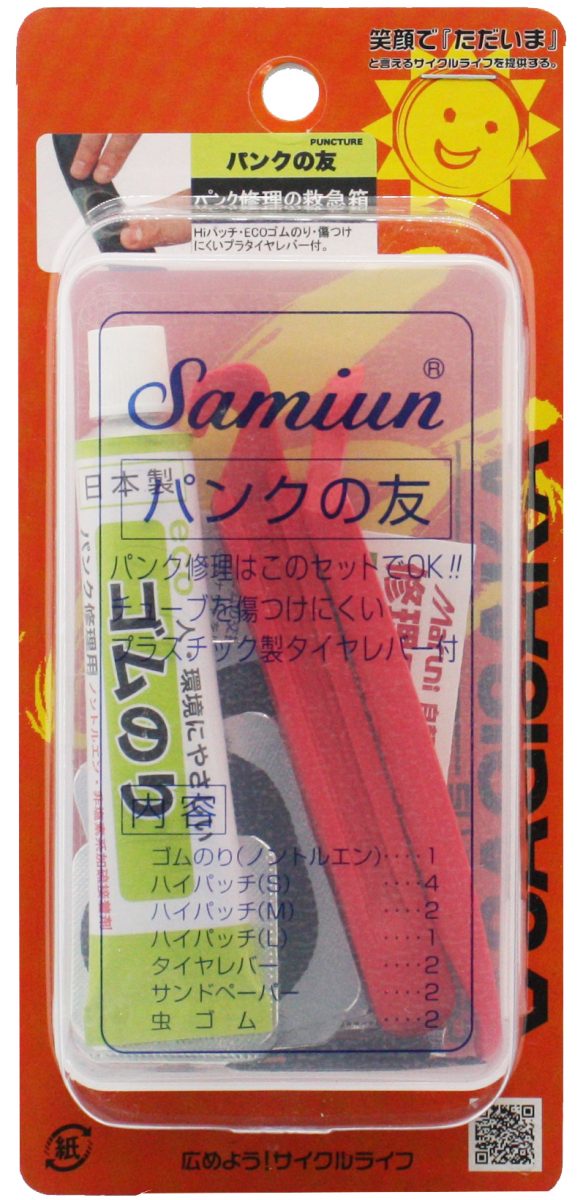 笑顔で『ただいま』
と言えるサイクルライフを提供する。
PUNCTURE
パンクの友
パンク修理の救急箱
Hiパッチ・ECOゴムのり・傷つけ
にくいプラタイヤレバー付。
Samiun®
パンクの友
パンク修理はこのセットでOK!!
チューブを傷つけにくい
プラスチック製タイヤレバー付
内容
ゴムのり(ノントルエン)‥‥1
ハイパッチ(S)‥‥4
ハイパッチ(M)‥‥2
ハイパッチ(L)‥‥1
タイヤレバー‥‥2
サンドペーパー‥‥2
虫ゴム‥‥2
日本製
eco
人・環境にやさしい
ゴムのり
パンク修理用
Maruni
修理
紙
広めよう!サイクルライフ